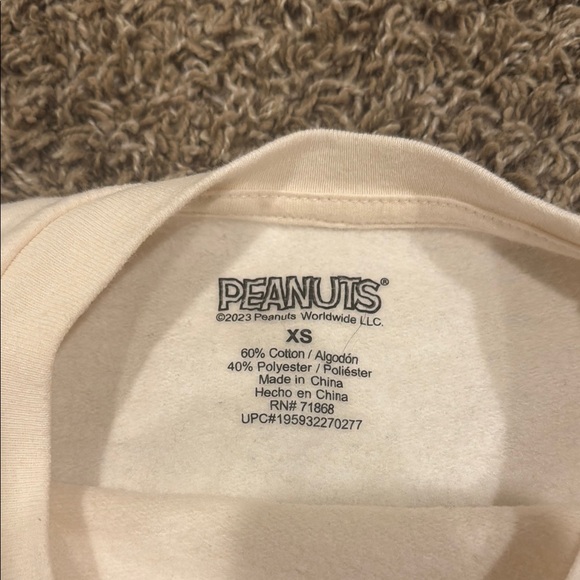 PEANUTS®
©2023 Peanuts Worldwide LLC.
XS
60% Cotton / Algodón
40% Polyester / Poliéster
Made in China
Hecho en China
RN# 71868
UPC#195932270277